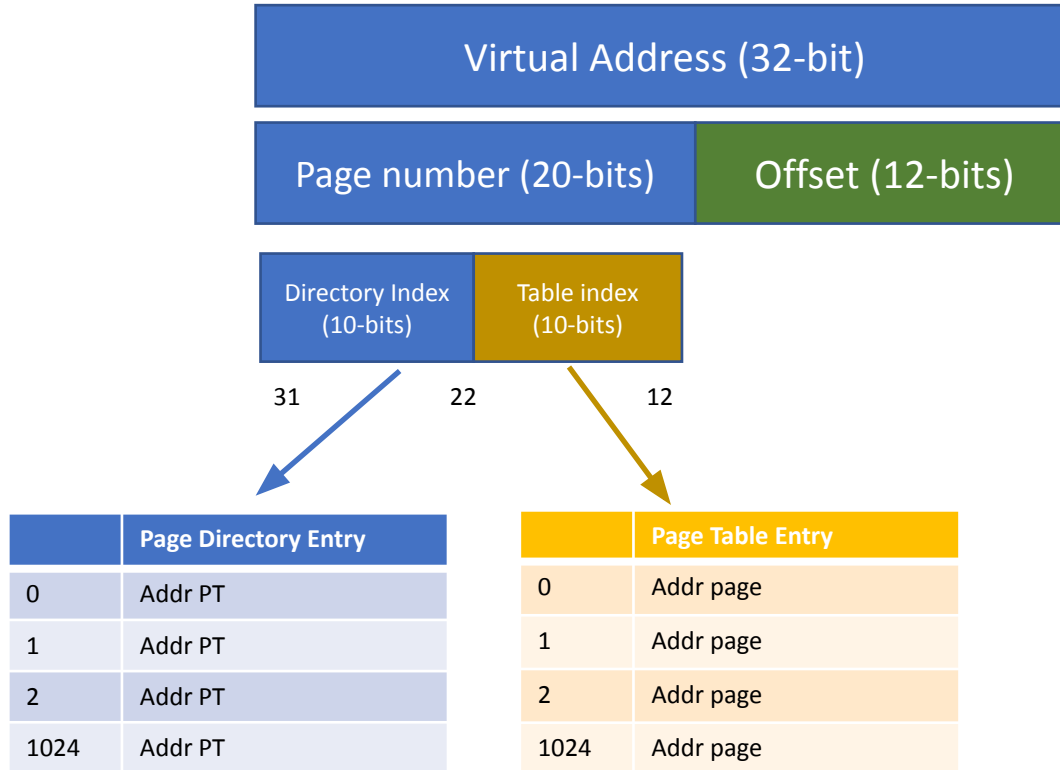 Virtual Address (32-bit)
Page number (20-bits)
Offset (12-bits)
Directory Index
(10-bits)
Table index
(10-bits)
31
22
12
Page Directory Entry
0 Addr PT
1 Addr PT
2 Addr PT
1024 Addr PT
Page Table Entry
0 Addr page
1 Addr page
2 Addr page
1024 Addr page